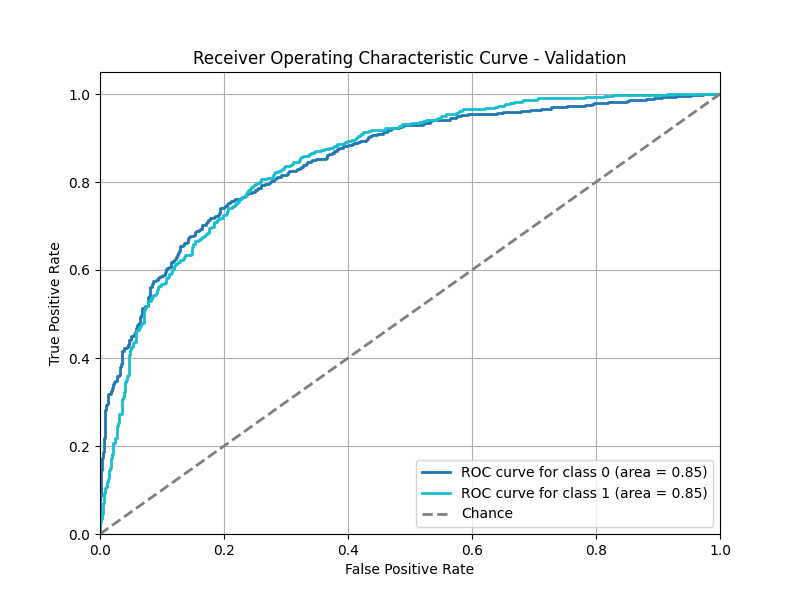 Receiver Operating Characteristic Curve - Validation
True Positive Rate
1.0
0.8
0.6
0.4
0.2
0.0
ROC curve for class 0 (area = 0.85)
ROC curve for class 1 (area = 0.85)
Chance
0.0 0.2 0.4 0.6 0.8 1.0
False Positive Rate